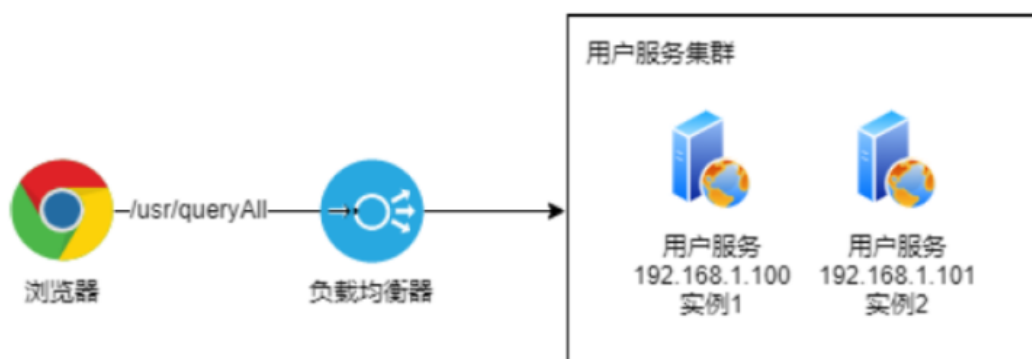 用户服务集群
/usr/queryAll
浏览器
负载均衡器
用户服务
192.168.1.100
实例1
用户服务
192.168.1.101
实例2